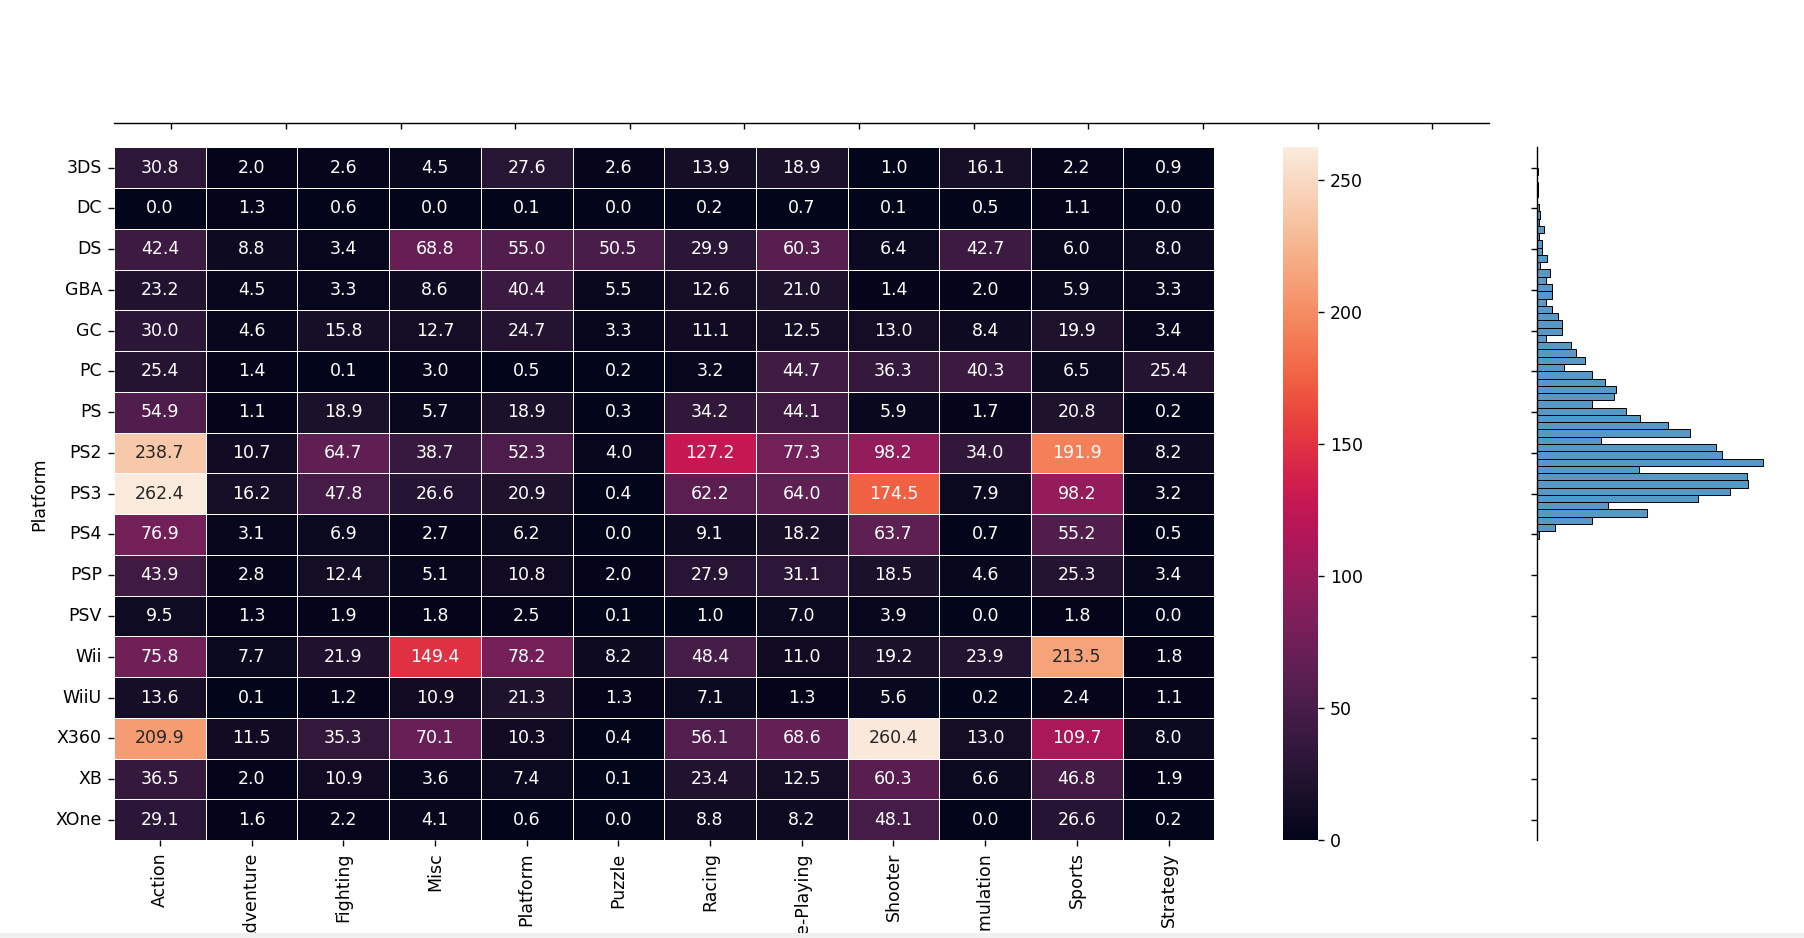 3DS 30.8 2.0 2.6 4.5 27.6 2.6 13.9 18.9 1.0 16.1 2.2 0.9
DC 0.0 1.3 0.6 0.0 0.1 0.0 0.2 0.7 0.1 0.5 1.1 0.0
DS 42.4 8.8 3.4 68.8 55.0 50.5 29.9 60.3 6.4 42.7 6.0 8.0
GBA 23.2 4.5 3.3 8.6 40.4 5.5 12.6 21.0 1.4 2.0 5.9 3.3
GC 30.0 4.6 15.8 12.7 24.7 3.3 11.1 12.5 13.0 8.4 19.9 3.4
PC 25.4 1.4 0.1 3.0 0.5 0.2 3.2 44.7 36.3 40.3 6.5 25.4
PS 54.9 1.1 18.9 5.7 18.9 0.3 34.2 44.1 5.9 1.7 20.8 0.2
PS2 238.7 10.7 64.7 38.7 52.3 4.0 127.2 77.3 98.2 34.0 191.9 8.2
PS3 262.4 16.2 47.8 26.6 20.9 0.4 62.2 64.0 174.5 7.9 98.2 3.2
PS4 76.9 3.1 6.9 2.7 6.2 0.0 9.1 18.2 63.7 0.7 55.2 0.5
PSP 43.9 2.8 12.4 5.1 10.8 2.0 27.9 31.1 18.5 4.6 25.3 3.4
PSV 9.5 1.3 1.9 1.8 2.5 0.1 1.0 7.0 3.9 0.0 1.8 0.0
Wii 75.8 7.7 21.9 149.4 78.2 8.2 48.4 11.0 19.2 23.9 213.5 1.8
WiiU 13.6 0.1 1.2 10.9 21.3 1.3 7.1 1.3 5.6 0.2 2.4 1.1
X360 209.9 11.5 35.3 70.1 10.3 0.4 56.1 68.6 260.4 13.0 109.7 8.0
XB 36.5 2.0 10.9 3.6 7.4 0.1 23.4 12.5 60.3 6.6 46.8 1.9
XOne 29.1 1.6 2.2 4.1 0.6 0.0 8.8 8.2 48.1 0.0 26.6 0.2
Platform
Action
dventure
Fighting
Misc
Platform
Puzzle
Racing
e-Playing
Shooter
mulation
Sports
Strategy
250
200
150
100
50
0